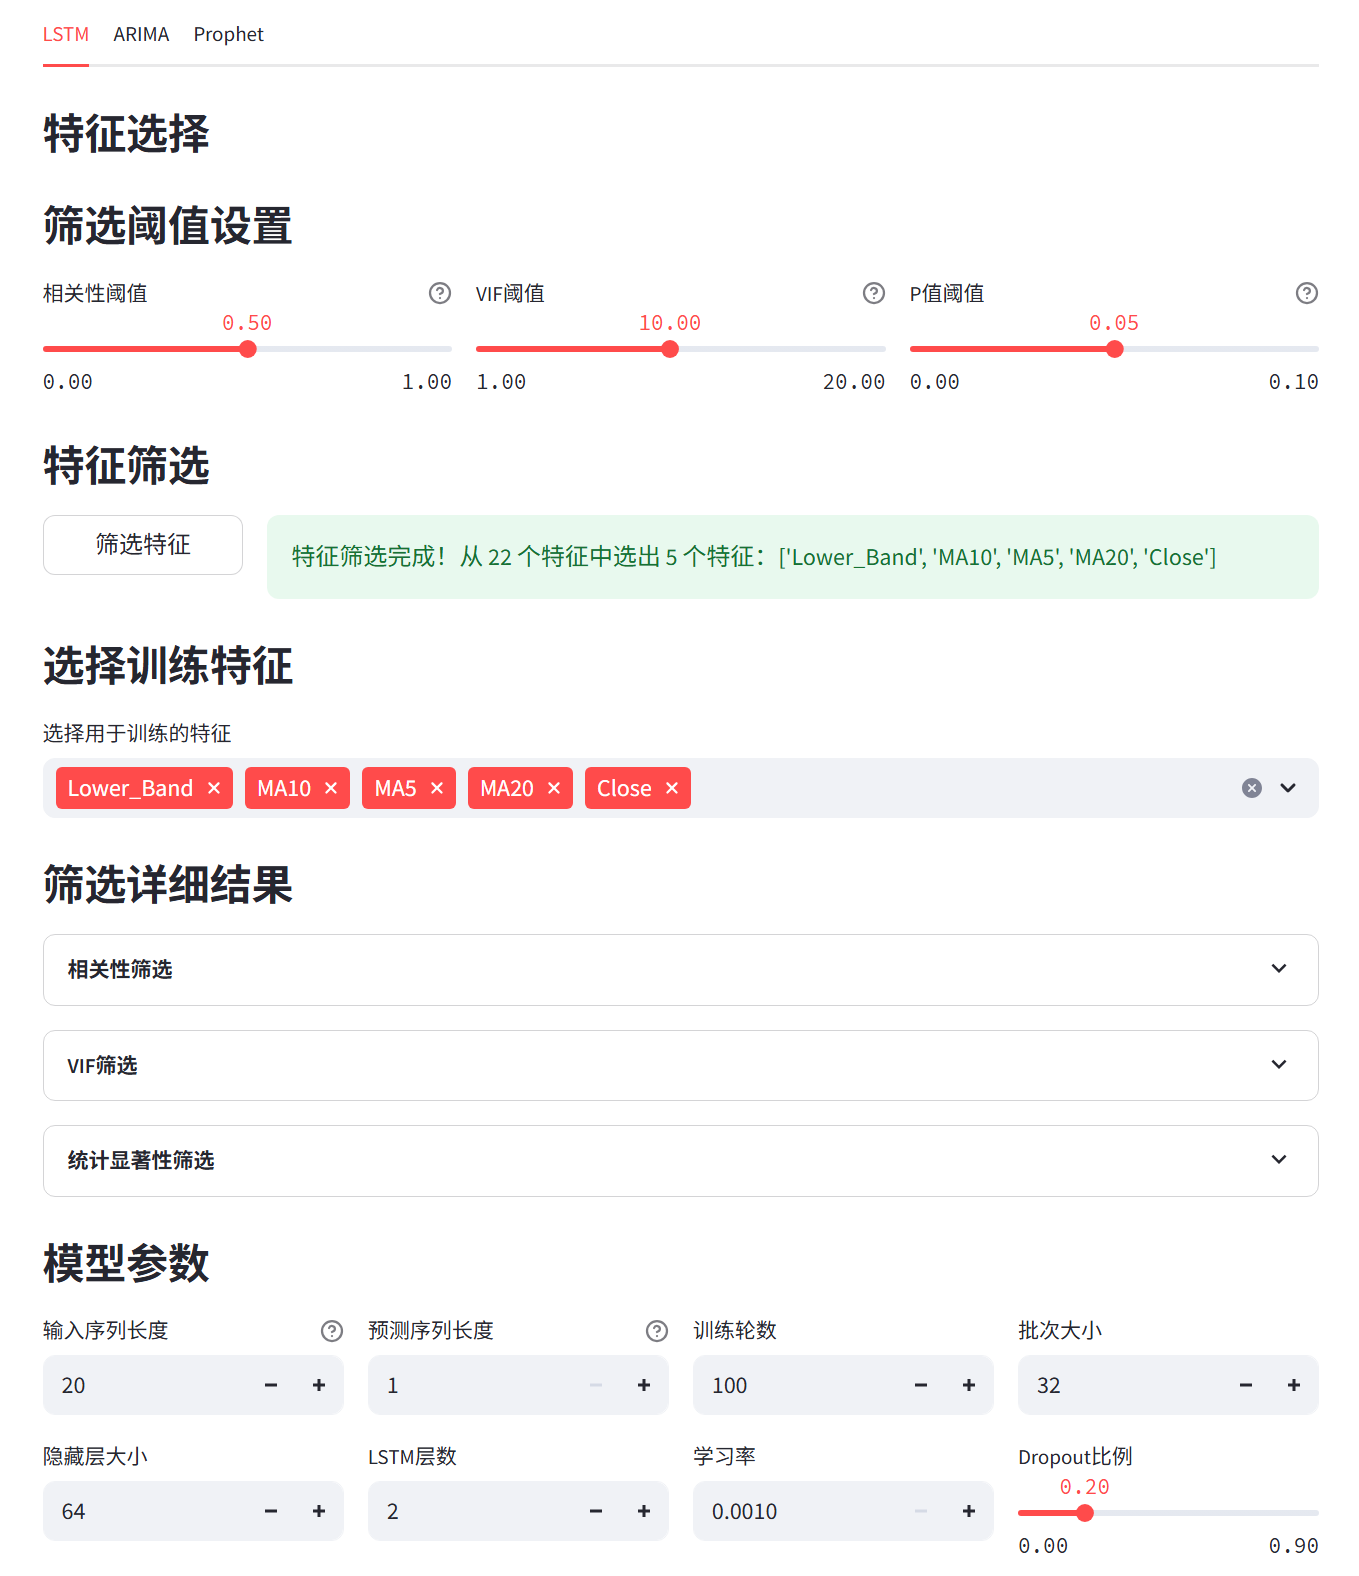 LSTM ARIMA Prophet
特征选择
筛选阈值设置
相关性阈值 VIF阈值 P值阈值
0.50 10.00 0.05
0.00 1.00 1.00 20.00 0.00 0.10
特征筛选
筛选特征 特征筛选完成！从 22 个特征中选出 5 个特征：['Lower_Band', 'MA10', 'MA5', 'MA20', 'Close']
选择训练特征
选择用于训练的特征
Lower_Band MA10 MA5 MA20 Close
筛选详细结果
相关性筛选
VIF筛选
统计显著性筛选
模型参数
输入序列长度 预测序列长度 训练轮数 批次大小
20 1 100 32
隐藏层大小 LSTM层数 学习率 Dropout比例
0.20
64 2 0.0010
0.00 0.90